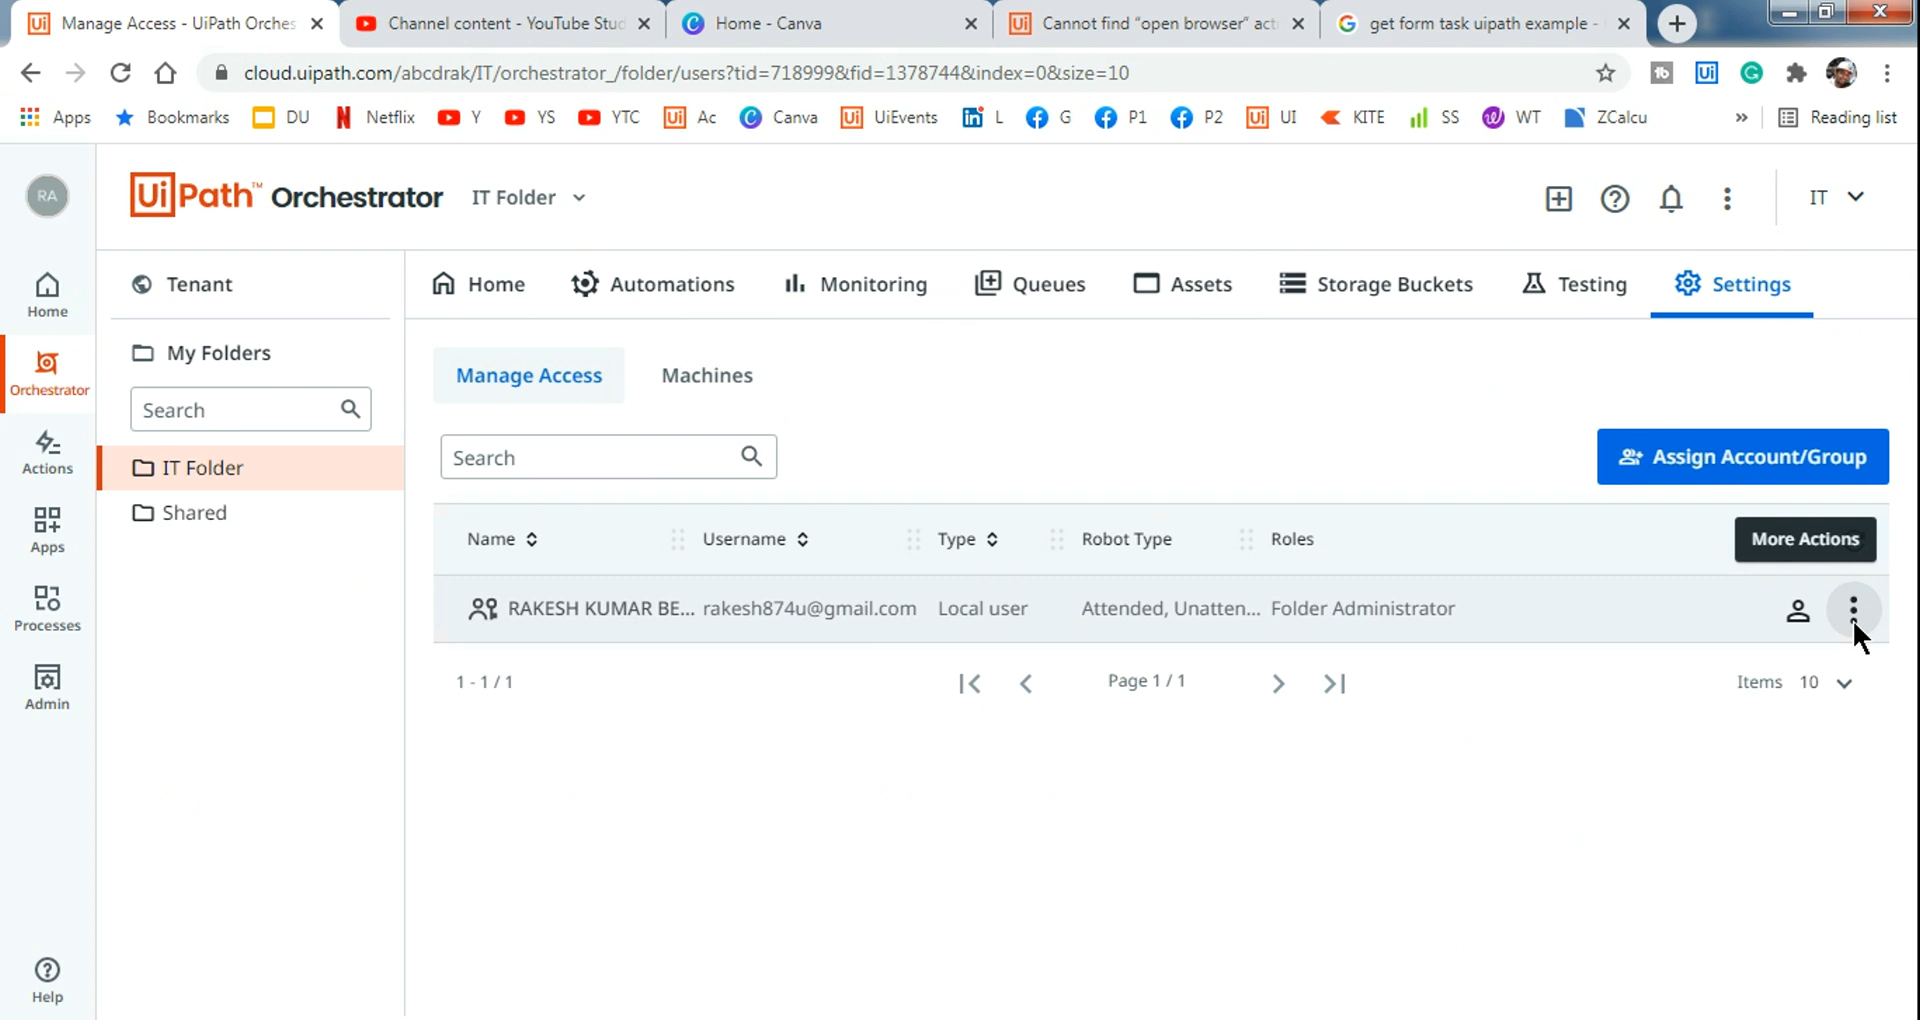 Manage Access - UiPath Orches
Channel content - YouTube Stud
Home - Canva
Cannot find "open browser" acti
get form task uipath example -
cloud.uipath.com/abcdrak/IT/orchestrator_/folder/users?tid=718999&fid=1378744&index=0&size=10
Apps
Bookmarks
DU
Netflix
Y
YS
YTC
Ac
Canva
UiEvents
L
G
P1
P2
UI
KITE
SS
WT
ZCalcu
Reading list
RA
UiPath™ Orchestrator
IT Folder
IT
Home
Orchestrator
Actions
Apps
Processes
Admin
Help
Tenant
My Folders
Search
IT Folder
Shared
Home
Automations
Monitoring
Queues
Assets
Storage Buckets
Testing
Settings
Manage Access
Machines
Search
Assign Account/Group
Name
Username
Type
Robot Type
Roles
More Actions
RAKESH KUMAR BE... rakesh874u@gmail.com Local user Attended, Unatten... Folder Administrator
1 - 1 / 1
Page 1 / 1
Items 10